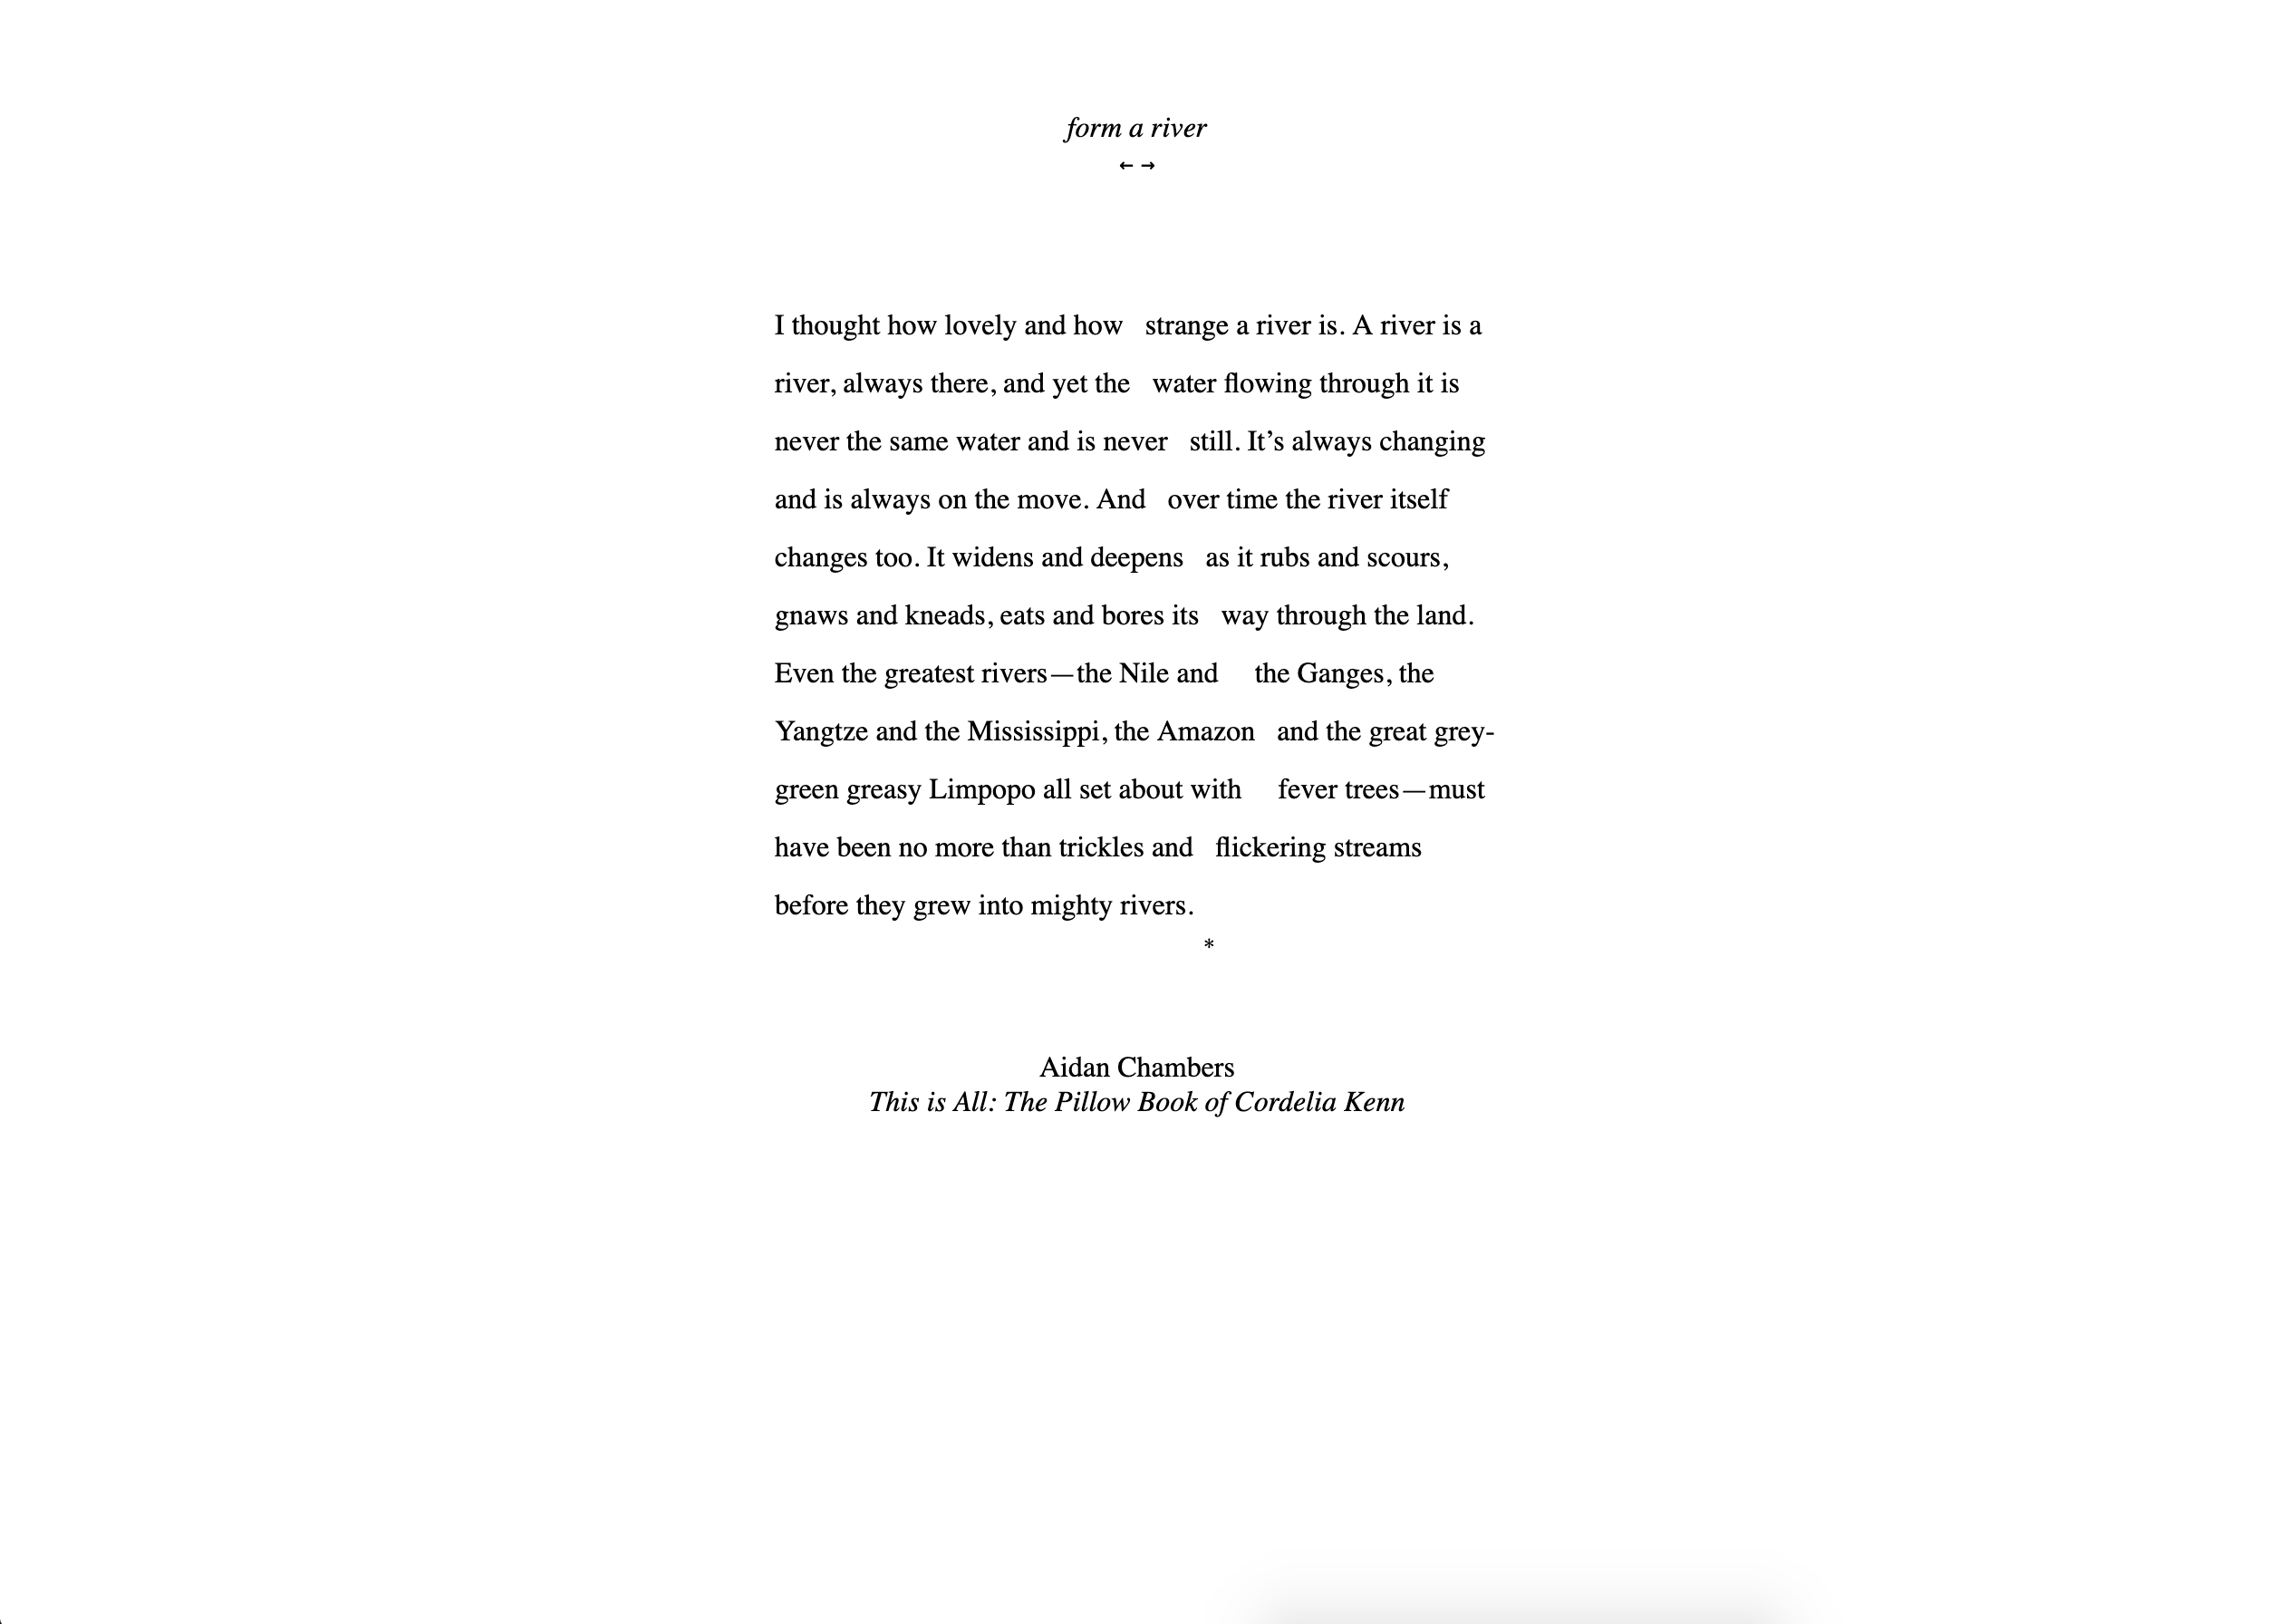 form a river
← →
I thought how lovely and how   strange a river is. A river is a
river, always there, and yet the   water flowing through it is
never the same water and is never   still. It’s always changing
and is always on the move. And   over time the river itself
changes too. It widens and deepens   as it rubs and scours,
gnaws and kneads, eats and bores its   way through the land.
Even the greatest rivers—the Nile and     the Ganges, the
Yangtze and the Mississippi, the Amazon   and the great grey-
green greasy Limpopo all set about with     fever trees—must
have been no more than trickles and   flickering streams
before they grew into mighty rivers.
*
Aidan Chambers
This is All: The Pillow Book of Cordelia Kenn